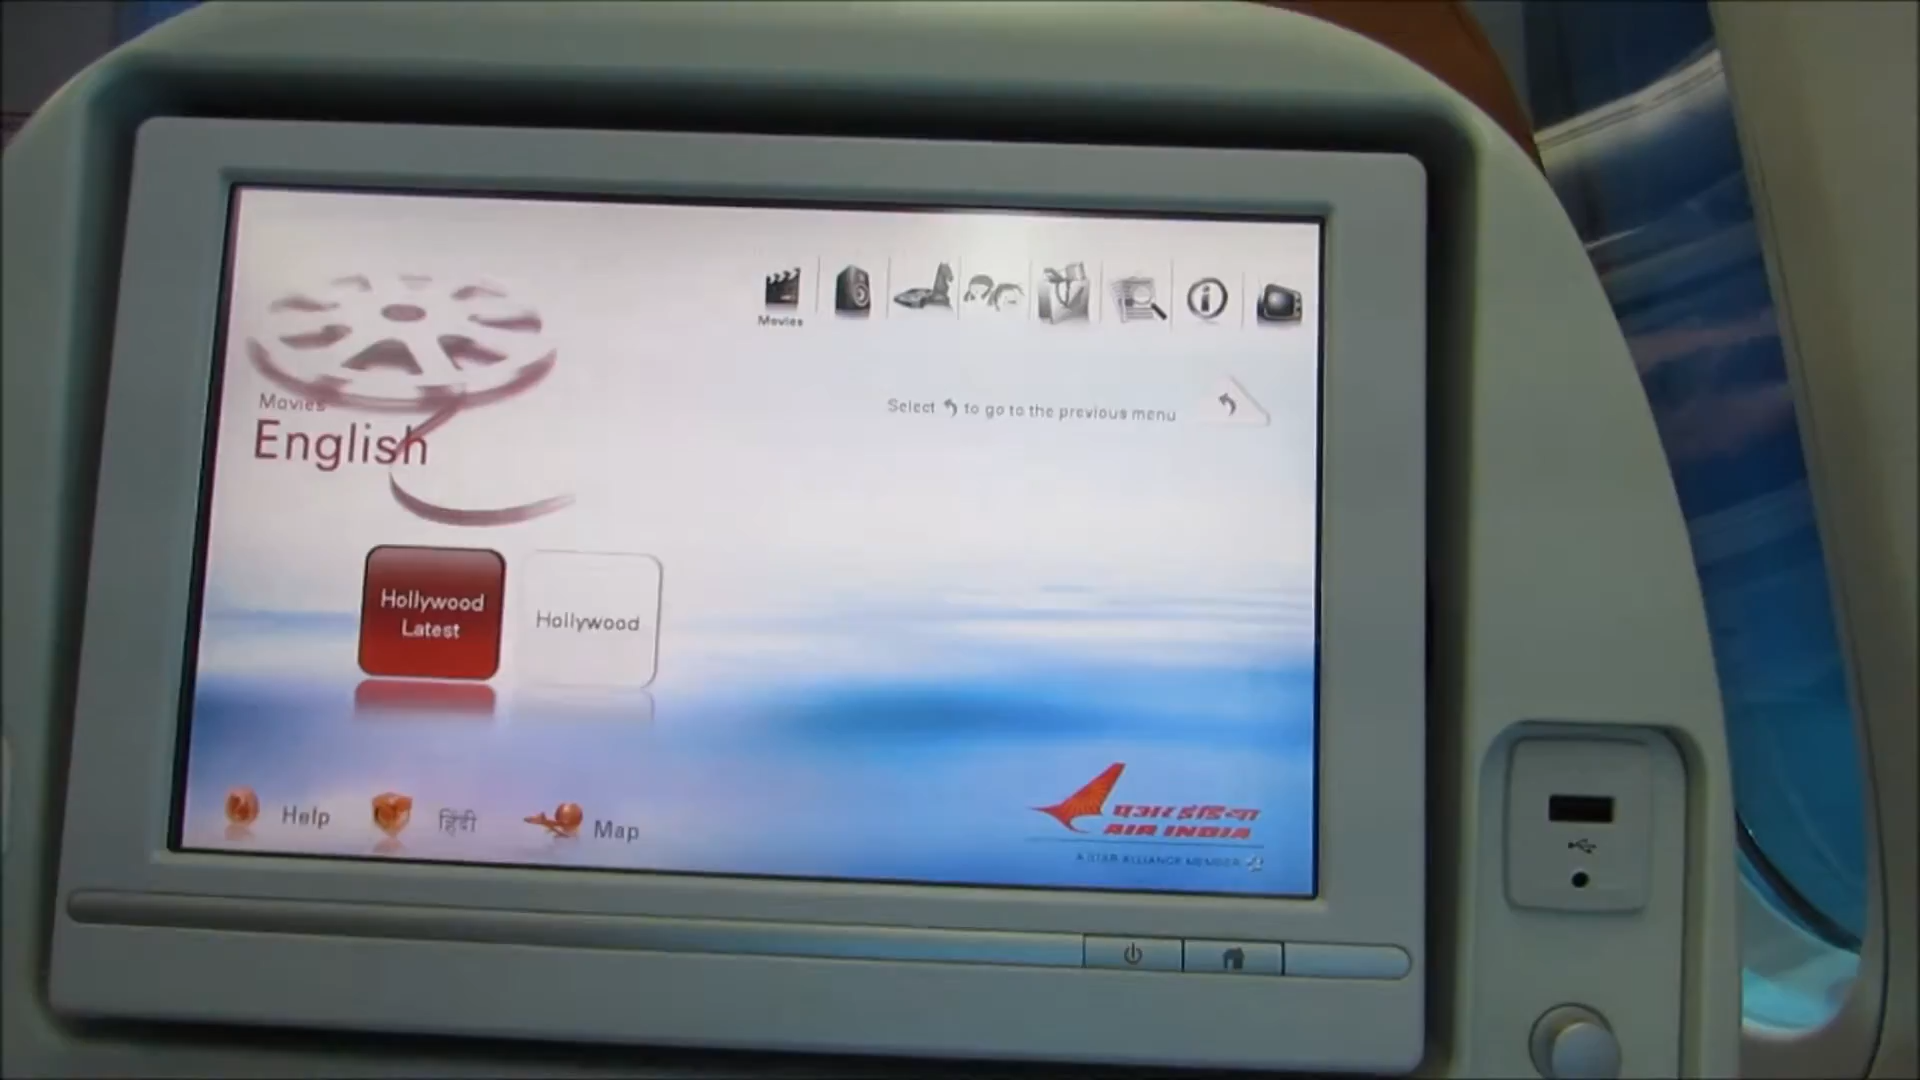 Movies
Select to go to the previous menu
Movies
English
Hollywood
Latest
Hollywood
Help
हिंदी
Map
एअर इंडिया
AIR INDIA
A STAR ALLIANCE MEMBER